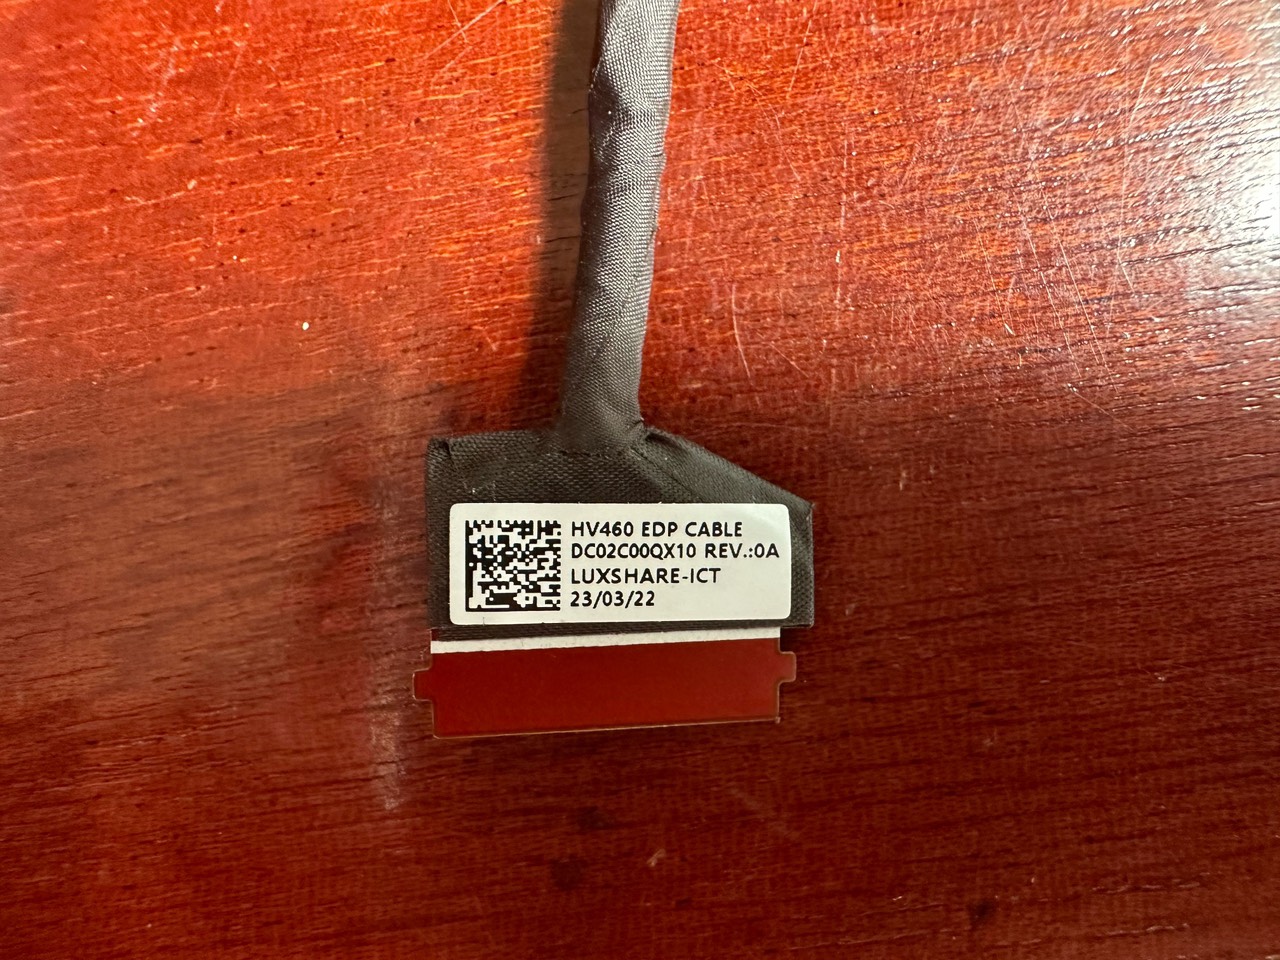 HV460 EDP CABLE
DC02C00QX10 REV.:0A
LUXSHARE-ICT
23/03/22